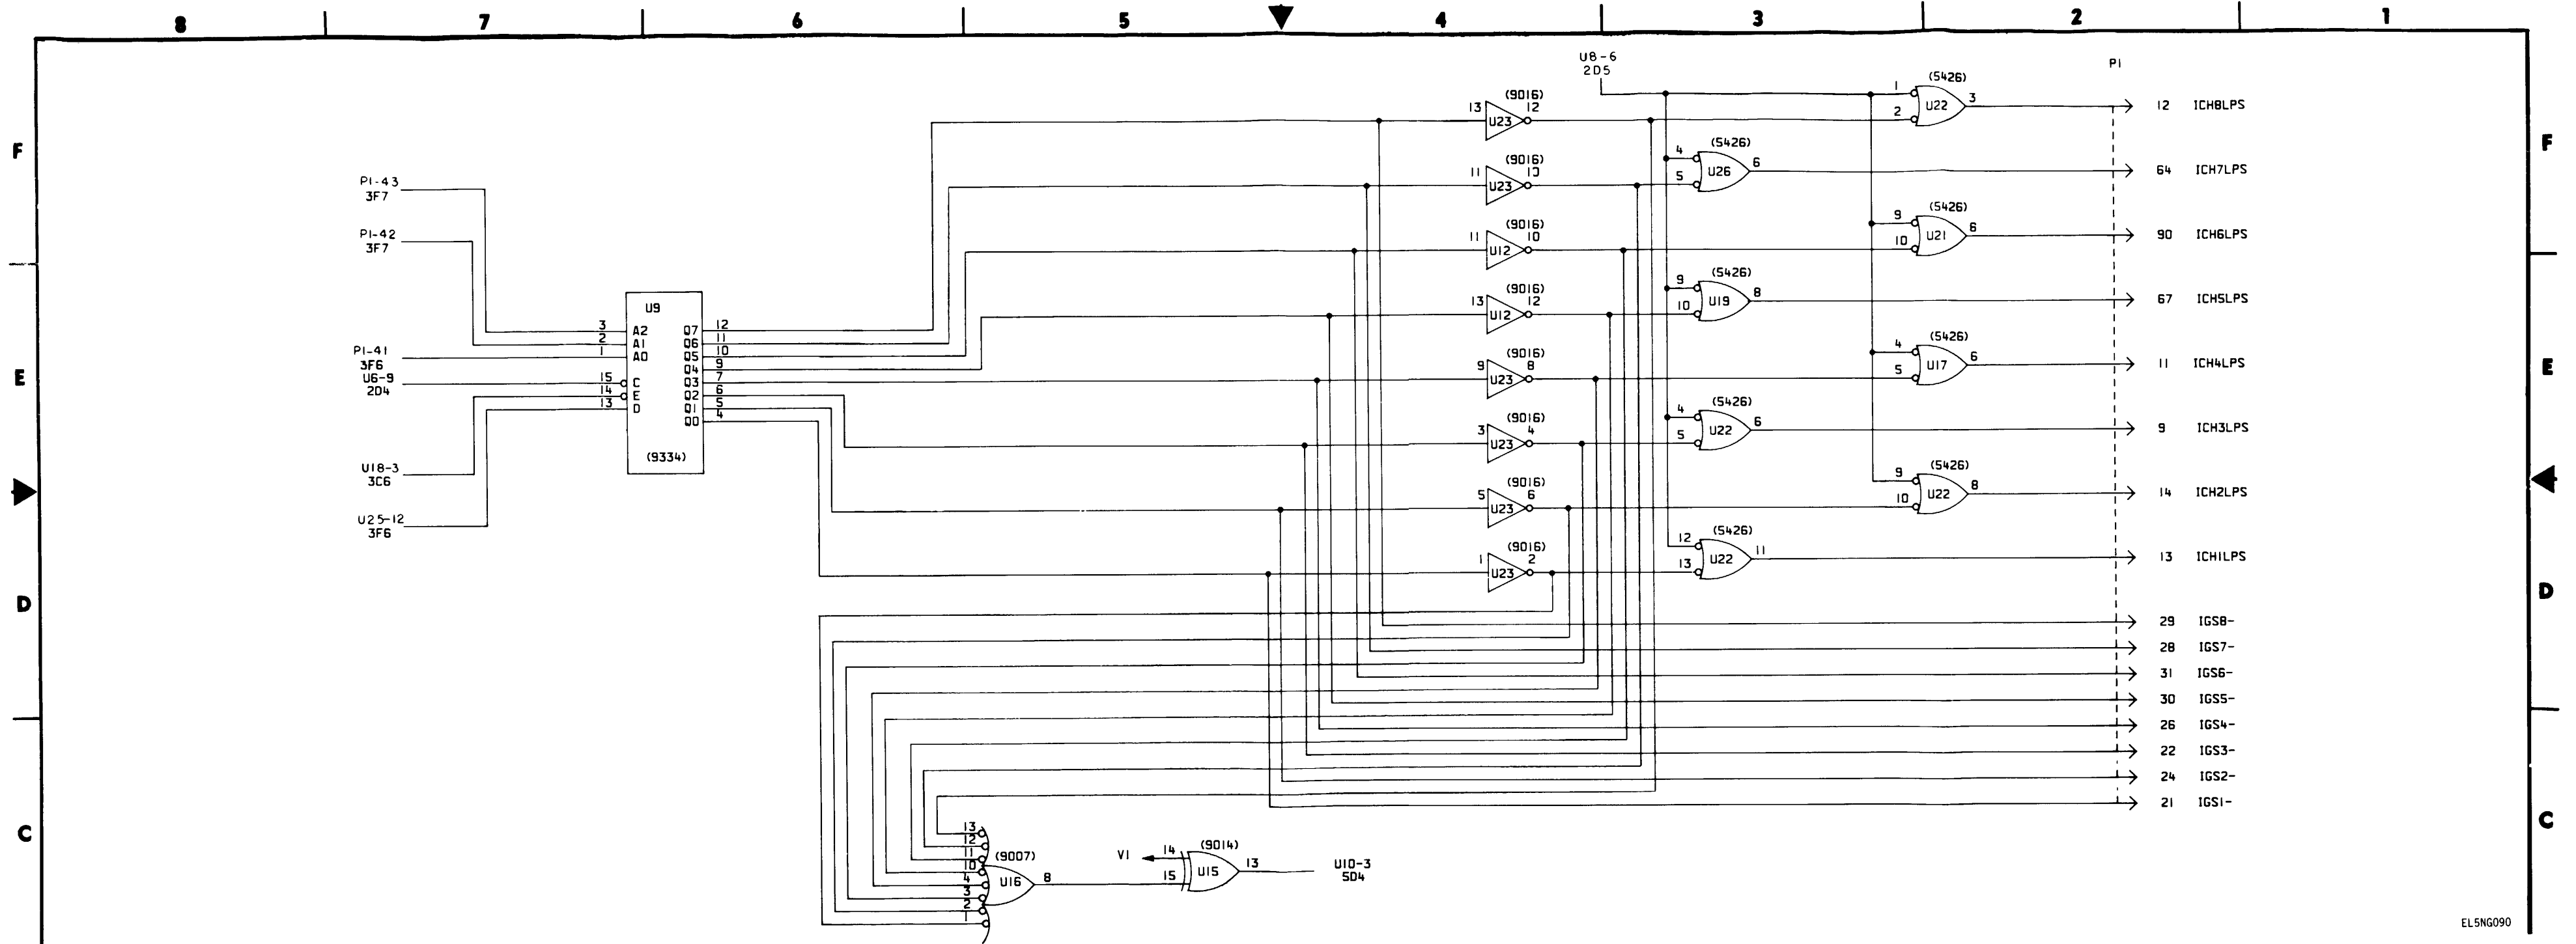 8 7 6 5 4 3 2 1
U8-6
2D5
P1
(5426)
1
U22
3
2
12 ICH8LPS
(9016)
13 12
U23
F
F
(5426)
4
U26
6
5
64 ICH7LPS
(9016)
11 10
U23
P1-43
3F7
(5426)
9
U21
6
10
90 ICH6LPS
(9016)
11 10
U12
P1-42
3F7
(5426)
9
U19
8
10
67 ICH5LPS
(9016)
13 12
U12
U9
3 A2 Q7 12
2 A1 Q6 11
1 A0 Q5 10
Q4 9
15 C Q3 7
14 E Q2 6
13 D Q1 5
Q0 4
(9334)
P1-41
3F6
U6-9
2D4
E
E
(9016)
9 8
U23
(5426)
4
U17
6
5
11 ICH4LPS
(9016)
3 4
U23
(5426)
4
U22
6
5
9 ICH3LPS
U18-3
3C6
(9016)
5 6
U23
(5426)
9
U22
8
10
14 ICH2LPS
U25-12
3F6
(9016)
1 2
U23
(5426)
12
U22
11
13
13 ICH1LPS
D
D
29 IGS8-
28 IGS7-
31 IGS6-
30 IGS5-
26 IGS4-
22 IGS3-
24 IGS2-
21 IGS1-
C
C
13
12
11
10
4
3
2
1
(9007)
U16
8
V1
14
15
(9014)
U15
13
U10-3
5D4
EL5NG090